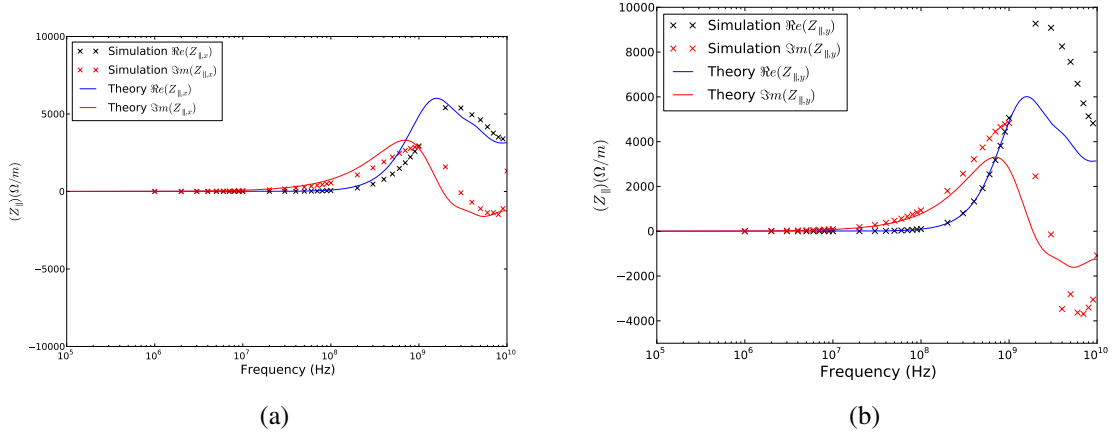 10000
5000
0
−5000
−10000
(Z∥)(Ω/m)
× × Simulation ℜe(Z∥,x)
× × Simulation ℑm(Z∥,x)
Theory ℜe(Z∥,x)
Theory ℑm(Z∥,x)
10^5 10^6 10^7 10^8 10^9 10^10
Frequency (Hz)
(a)
10000
8000
6000
4000
2000
0
−2000
−4000
(Z∥)(Ω/m)
× × Simulation ℜe(Z∥,y)
× × Simulation ℑm(Z∥,y)
Theory ℜe(Z∥,y)
Theory ℑm(Z∥,y)
10^5 10^6 10^7 10^8 10^9 10^10
Frequency (Hz)
(b)